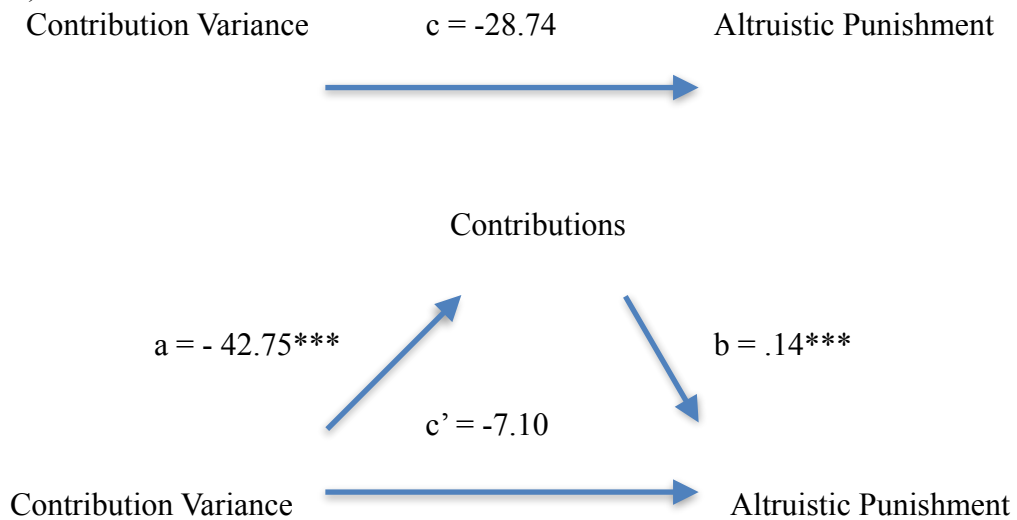 Contribution Variance c = -28.74 Altruistic Punishment
Contributions
a = - 42.75*** b = .14***
c’ = -7.10
Contribution Variance Altruistic Punishment